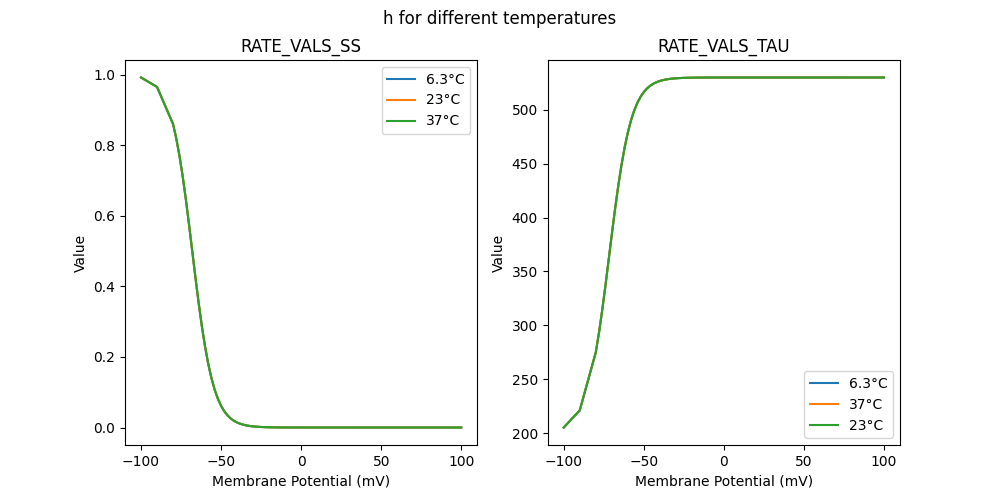 h for different temperatures
RATE_VALS_SS
1.0
0.8
0.6
0.4
0.2
0.0
Value
−100
−50
0
50
100
Membrane Potential (mV)
6.3°C
23°C
37°C
RATE_VALS_TAU
500
450
400
350
300
250
200
Value
−100
−50
0
50
100
Membrane Potential (mV)
6.3°C
37°C
23°C